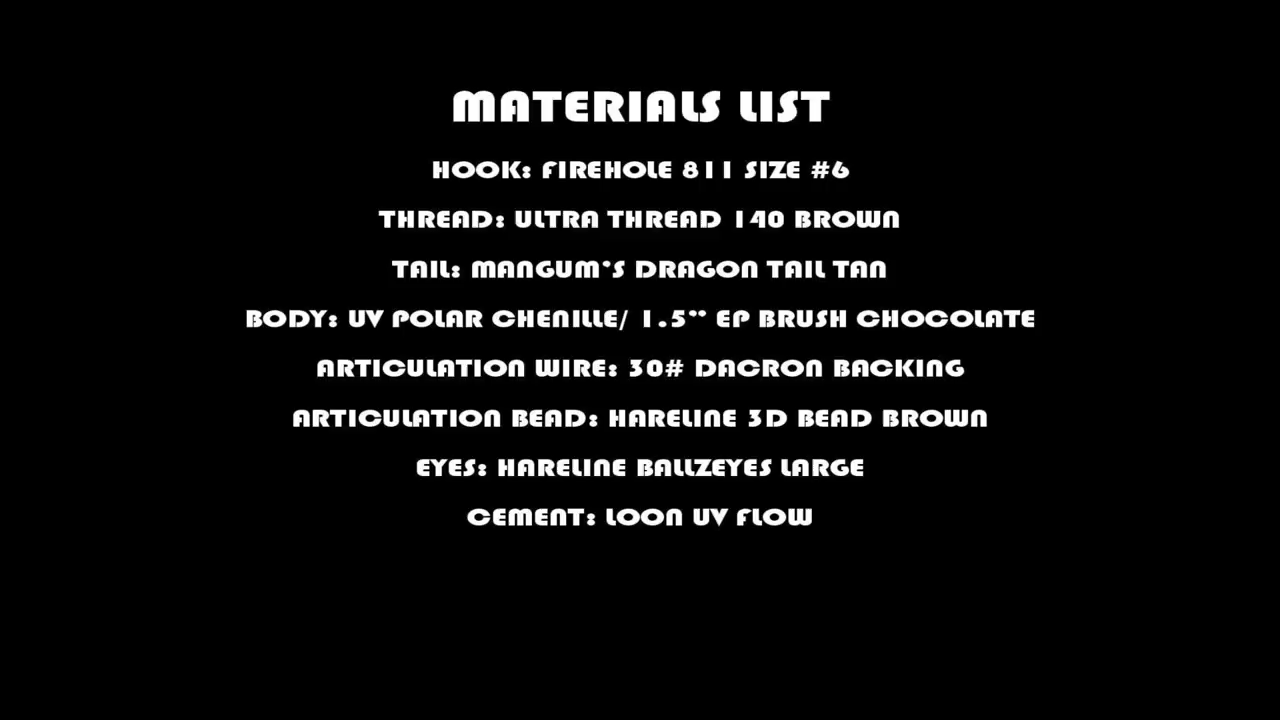 MATERIALS LIST
HOOK: FIREHOLE 811 SIZE #6
THREAD: ULTRA THREAD 140 BROWN
TAIL: MANGUM'S DRAGON TAIL TAN
BODY: UV POLAR CHENILLE/ 1.5" EP BRUSH CHOCOLATE
ARTICULATION WIRE: 30# DACRON BACKING
ARTICULATION BEAD: HARELINE 3D BEAD BROWN
EYES: HARELINE BALLZEYES LARGE
CEMENT: LOON UV FLOW